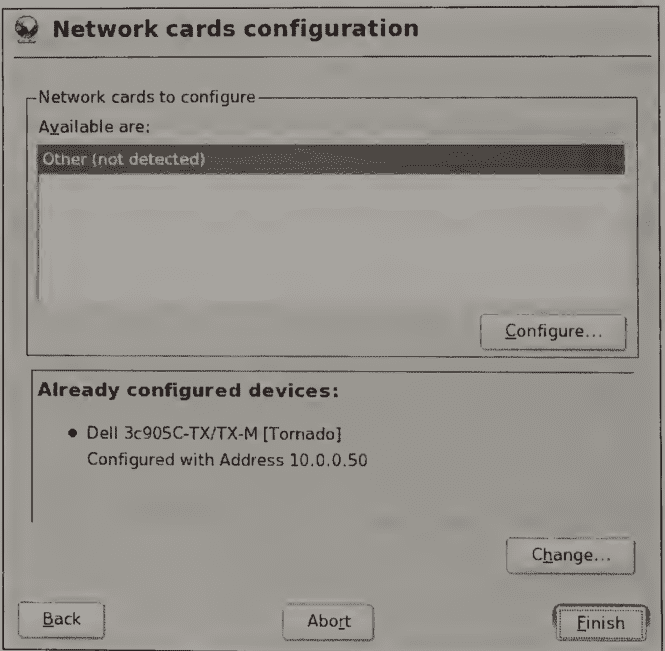 Network cards configuration
Network cards to configure
Available are:
Other (not detected)
Configure...
Already configured devices:
● Dell 3c905C-TX/TX-M [Tornado]
Configured with Address 10.0.0.50
Change...
Back Abort Finish